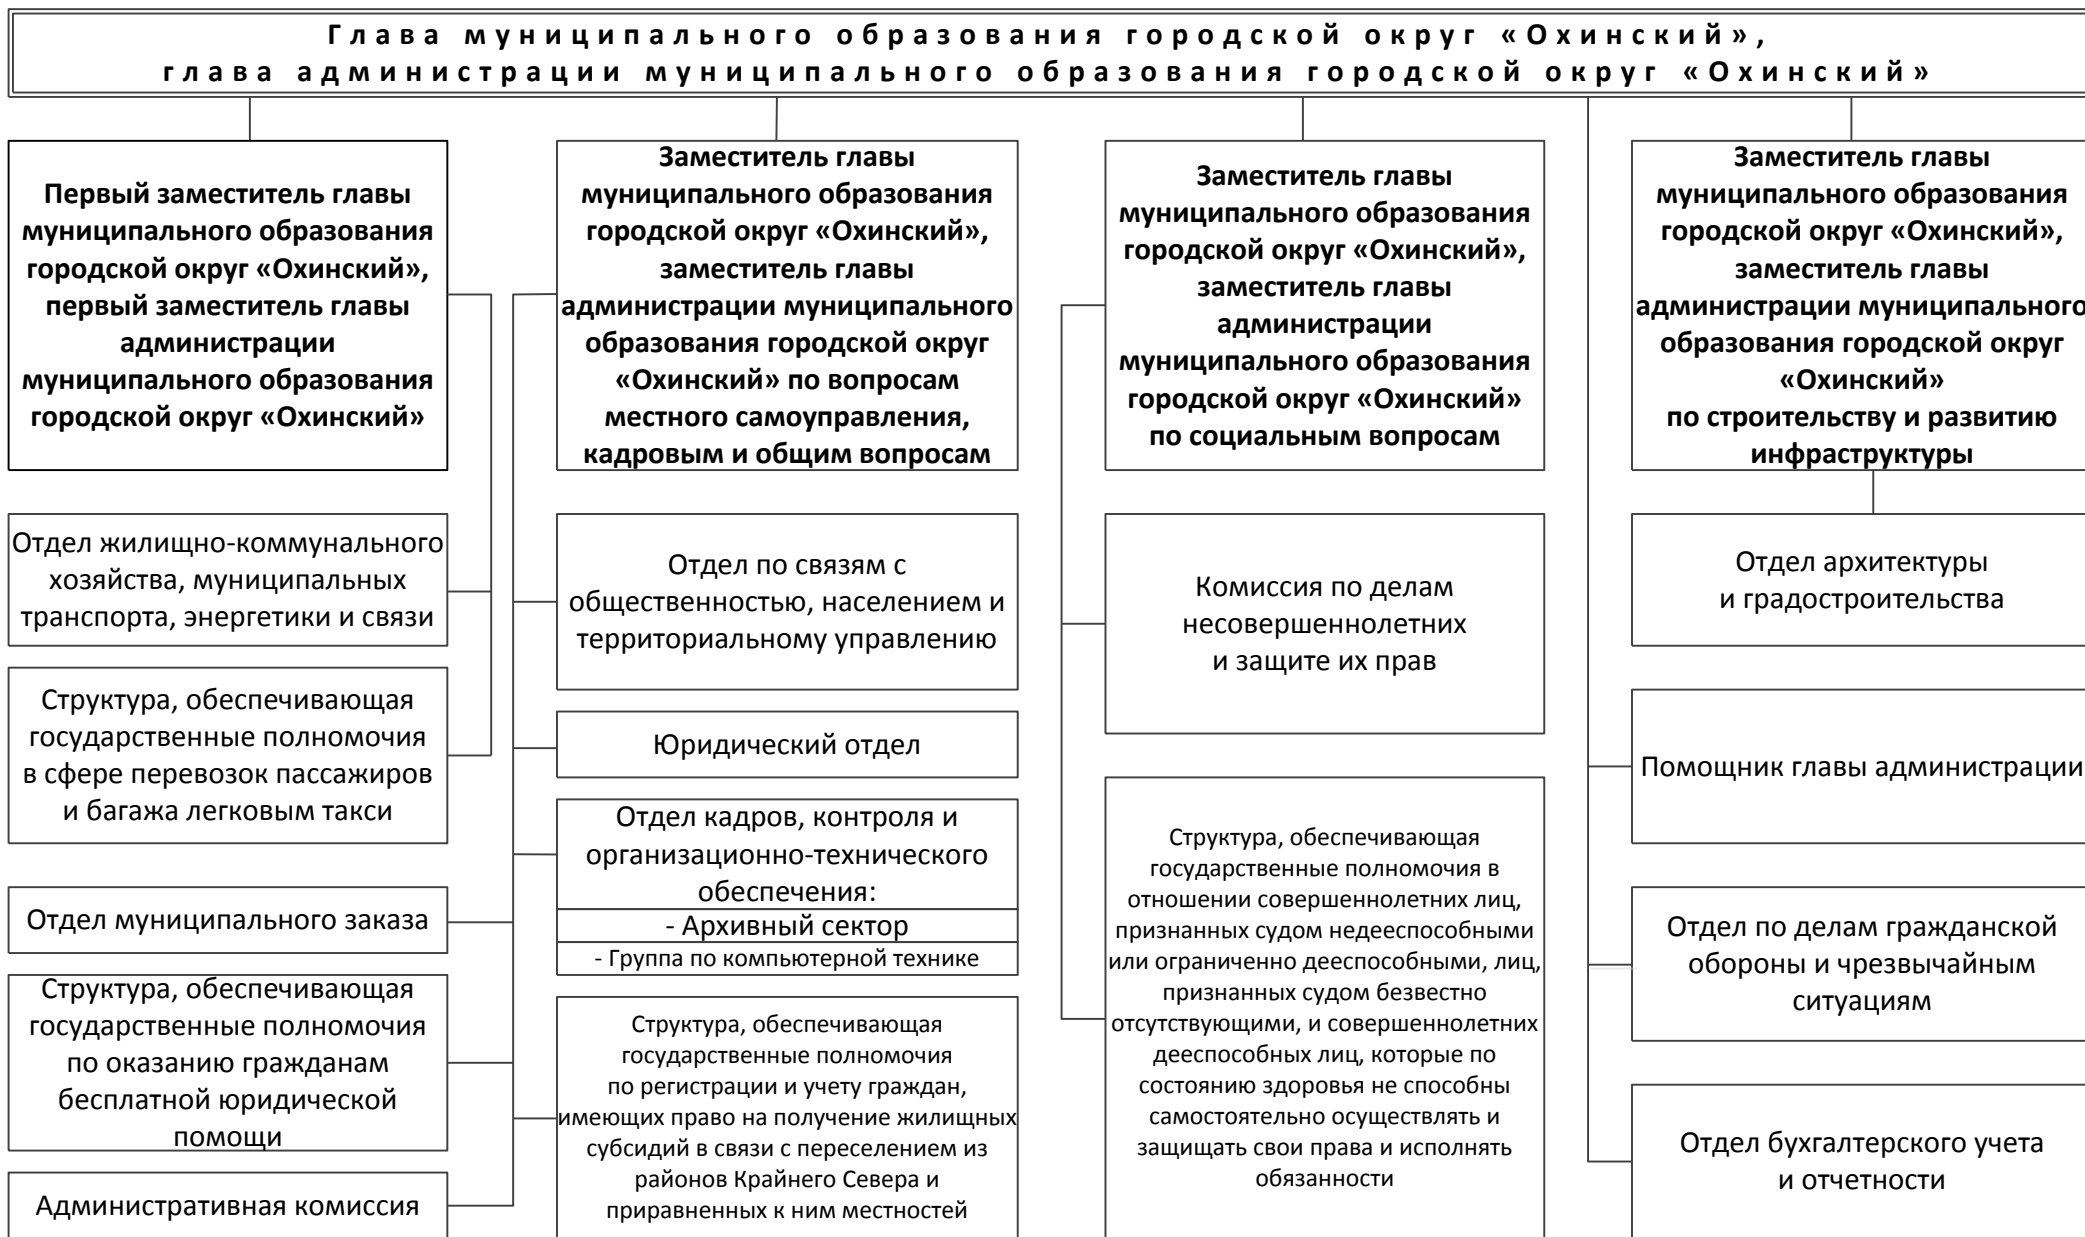 Глава муниципального образования городской округ «Охинский»,
глава администрации муниципального образования городской округ «Охинский»
Первый заместитель главы
муниципального образования
городской округ «Охинский»,
первый заместитель главы
администрации
муниципального образования
городской округ «Охинский»
Заместитель главы
муниципального образования
городской округ «Охинский»,
заместитель главы
администрации муниципального
образования городской округ
«Охинский» по вопросам
местного самоуправления,
кадровым и общим вопросам
Заместитель главы
муниципального образования
городской округ «Охинский»,
заместитель главы
администрации
муниципального образования
городской округ «Охинский»
по социальным вопросам
Заместитель главы
муниципального образования
городской округ «Охинский»,
заместитель главы
администрации муниципального
образования городской округ
«Охинский»
по строительству и развитию
инфраструктуры
Отдел жилищно-коммунального
хозяйства, муниципальных
транспорта, энергетики и связи
Структура, обеспечивающая
государственные полномочия
в сфере перевозок пассажиров
и багажа легковым такси
Отдел муниципального заказа
Структура, обеспечивающая
государственные полномочия
по оказанию гражданам
бесплатной юридической
помощи
Административная комиссия
Отдел по связям с
общественностью, населением и
территориальному управлению
Юридический отдел
Отдел кадров, контроля и
организационно-технического
обеспечения:
- Архивный сектор
- Группа по компьютерной технике
Структура, обеспечивающая
государственные полномочия
по регистрации и учету граждан,
имеющих право на получение жилищных
субсидий в связи с переселением из
районов Крайнего Севера и
приравненных к ним местностей
Комиссия по делам
несовершеннолетних
и защите их прав
Структура, обеспечивающая
государственные полномочия в
отношении совершеннолетних лиц,
признанных судом недееспособными
или ограниченно дееспособными, лиц,
признанных судом безвестно
отсутствующими, и совершеннолетних
дееспособных лиц, которые по
состоянию здоровья не способны
самостоятельно осуществлять и
защищать свои права и исполнять
обязанности
Отдел архитектуры
и градостроительства
Помощник главы администрации
Отдел по делам гражданской
обороны и чрезвычайным
ситуациям
Отдел бухгалтерского учета
и отчетности